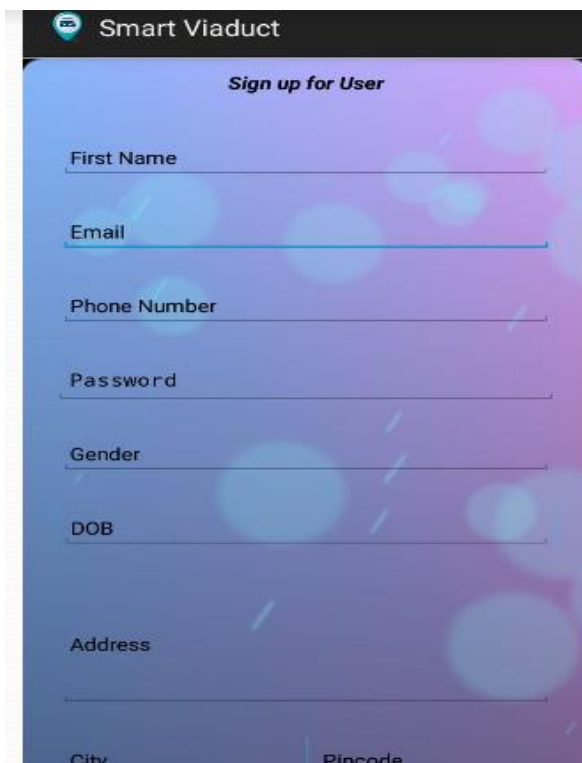 Smart Viaduct
Sign up for User
First Name
Email
Phone Number
Password
Gender
DOB
Address
City Pincode